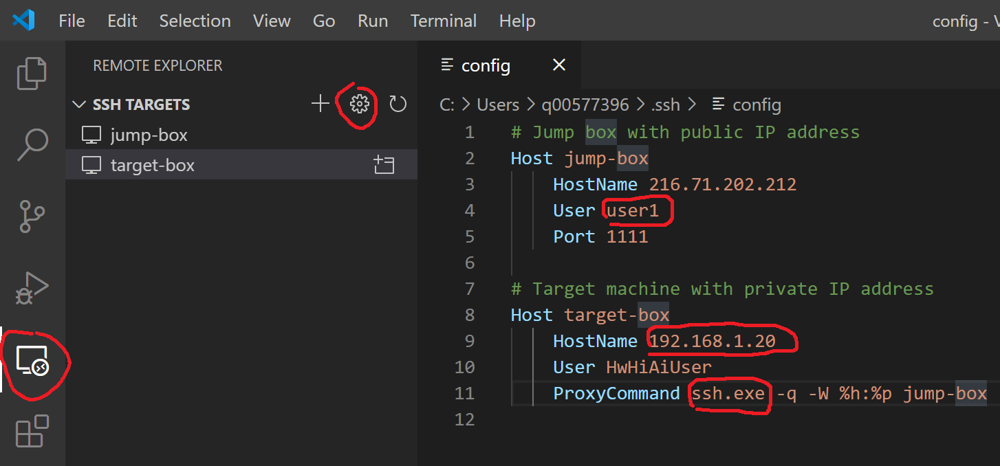 File Edit Selection View Go Run Terminal Help config -
REMOTE EXPLORER
SSH TARGETS
jump-box
target-box
config
C: > Users > q00577396 > .ssh > config
1 # Jump box with public IP address
2 Host jump-box
3 HostName 216.71.202.212
4 User user1
5 Port 1111
6
7 # Target machine with private IP address
8 Host target-box
9 HostName 192.168.1.20
10 User HwHiAiUser
11 ProxyCommand ssh.exe -q -W %h:%p jump-box
12